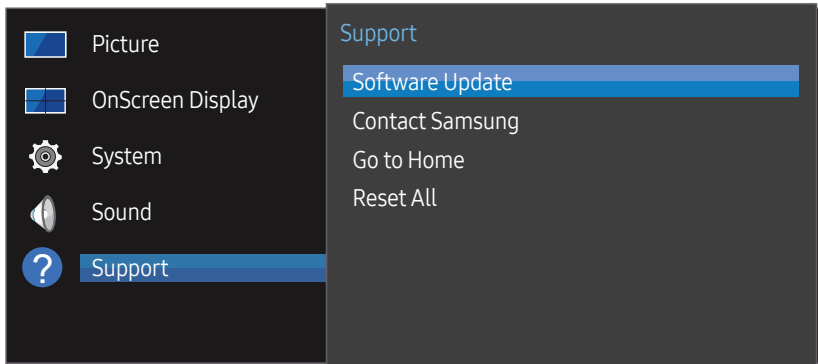 Picture
OnScreen Display
System
Sound
?
Support
Support
Software Update
Contact Samsung
Go to Home
Reset All